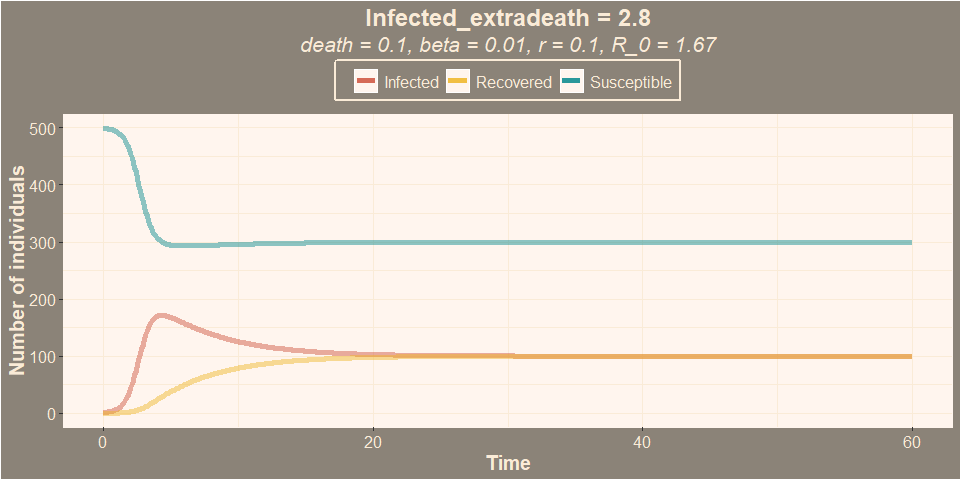 Infected_extradeath = 2.8
death = 0.1, beta = 0.01, r = 0.1, R_0 = 1.67
Infected Recovered Susceptible
Number of individuals
500
400
300
200
100
0
0 20 40 60
Time